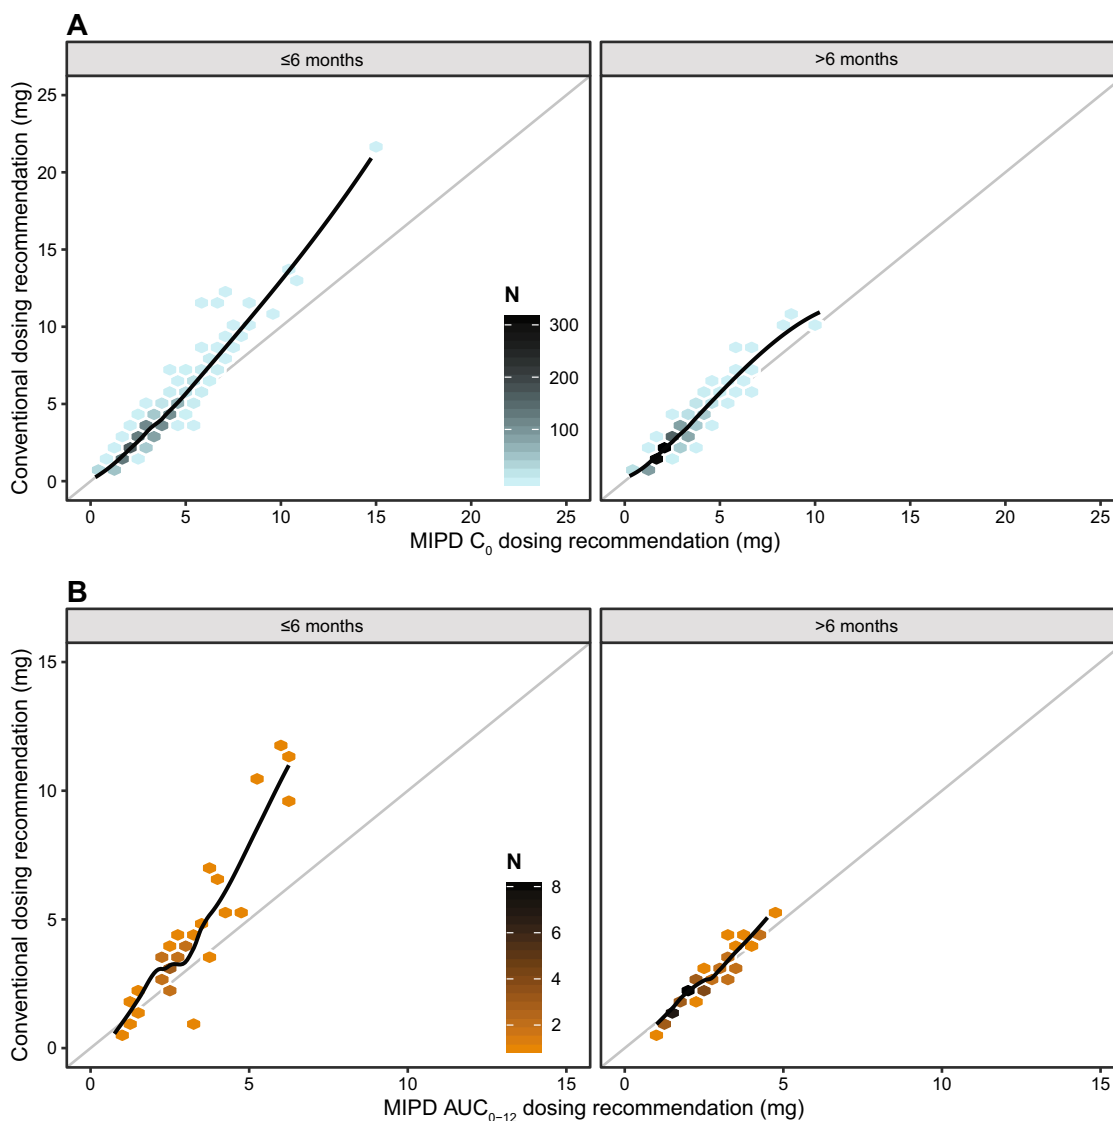 A
≤6 months
>6 months
Conventional dosing recommendation (mg)
25
20
15
10
5
0
N
300
200
100
0 5 10 15 20 25
0 5 10 15 20 25
MIPD C₀ dosing recommendation (mg)
B
≤6 months
>6 months
Conventional dosing recommendation (mg)
15
10
5
0
N
8
6
4
2
0 5 10 15
0 5 10 15
MIPD AUC₀₋₁₂ dosing recommendation (mg)